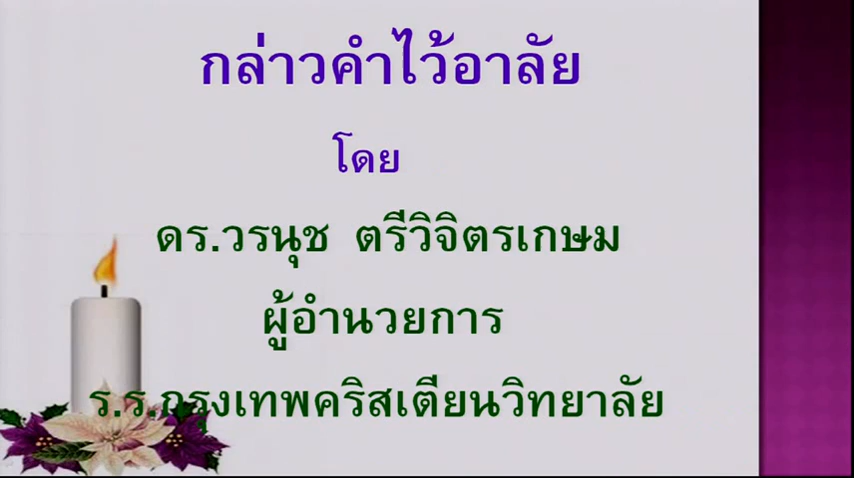 กล่าวคำไว้อาลัย
โดย
ดร.วรนุช ตรีวิจิตรเกษม
ผู้อำนวยการ
ร.ร.กรุงเทพคริสเตียนวิทยาลัย